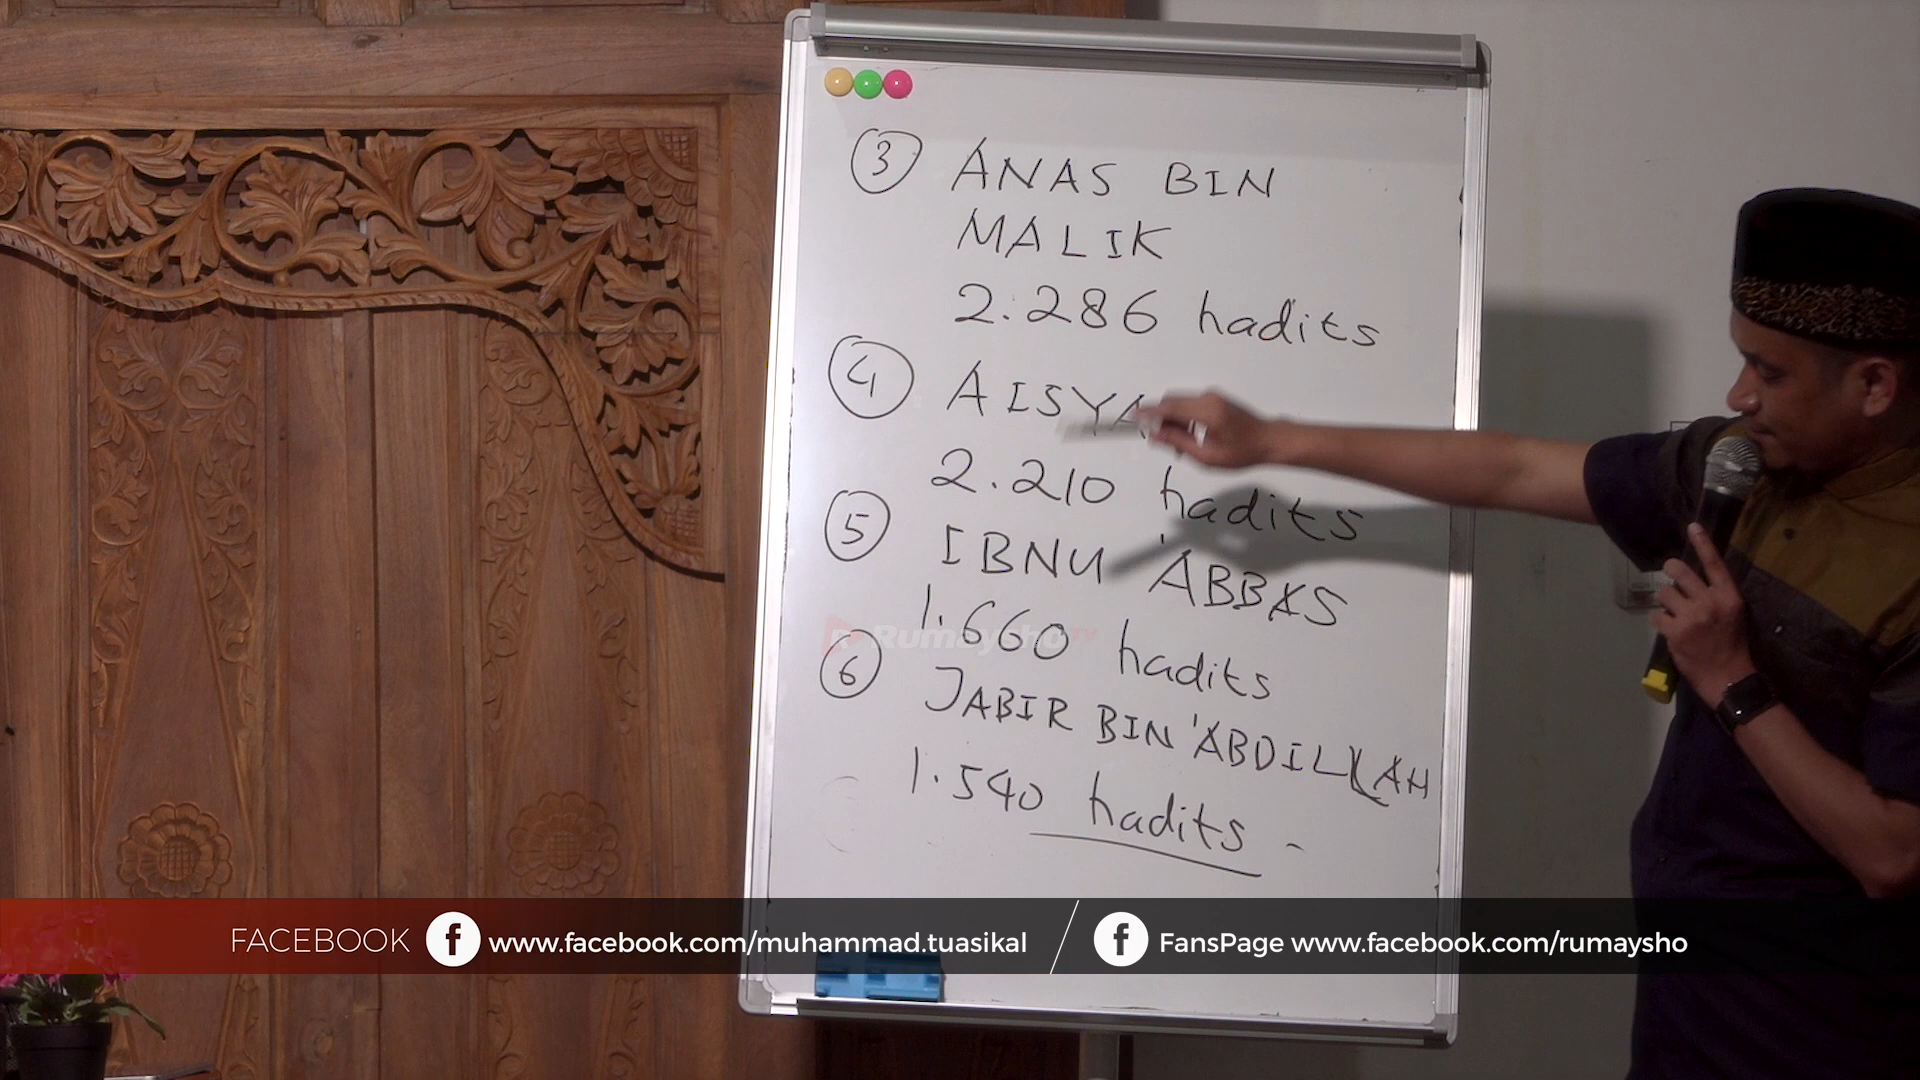 3 ANAS BIN
MALIK
2.286 hadits
4 AISYA
2.210 hadits
5 IBNU 'ABBAS
1.660 hadits
6 JABIR BIN 'ABDILLAH
1.540 hadits
RumayshoTV
FACEBOOK f www.facebook.com/muhammad.tuasikal / f FansPage www.facebook.com/rumaysho